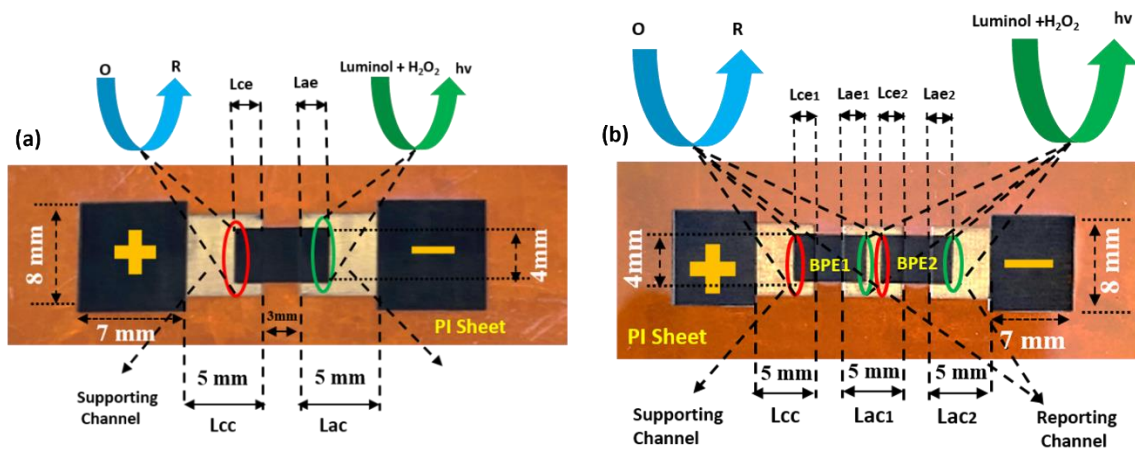 (a)
O
R
Luminol + H₂O₂
hv
Lce
Lae
+
−
8 mm
7 mm
3mm
4mm
PI Sheet
5 mm
5 mm
Supporting
Channel
Lcc
Lac
(b)
O
R
Luminol +H₂O₂
hv
Lce₁
Lae₁
Lce₂
Lae₂
4mm
+
BPE1
BPE2
−
8 mm
PI Sheet
7 mm
5 mm
5 mm
5 mm
Supporting
Channel
Lcc
Lac₁
Lac₂
Reporting
Channel